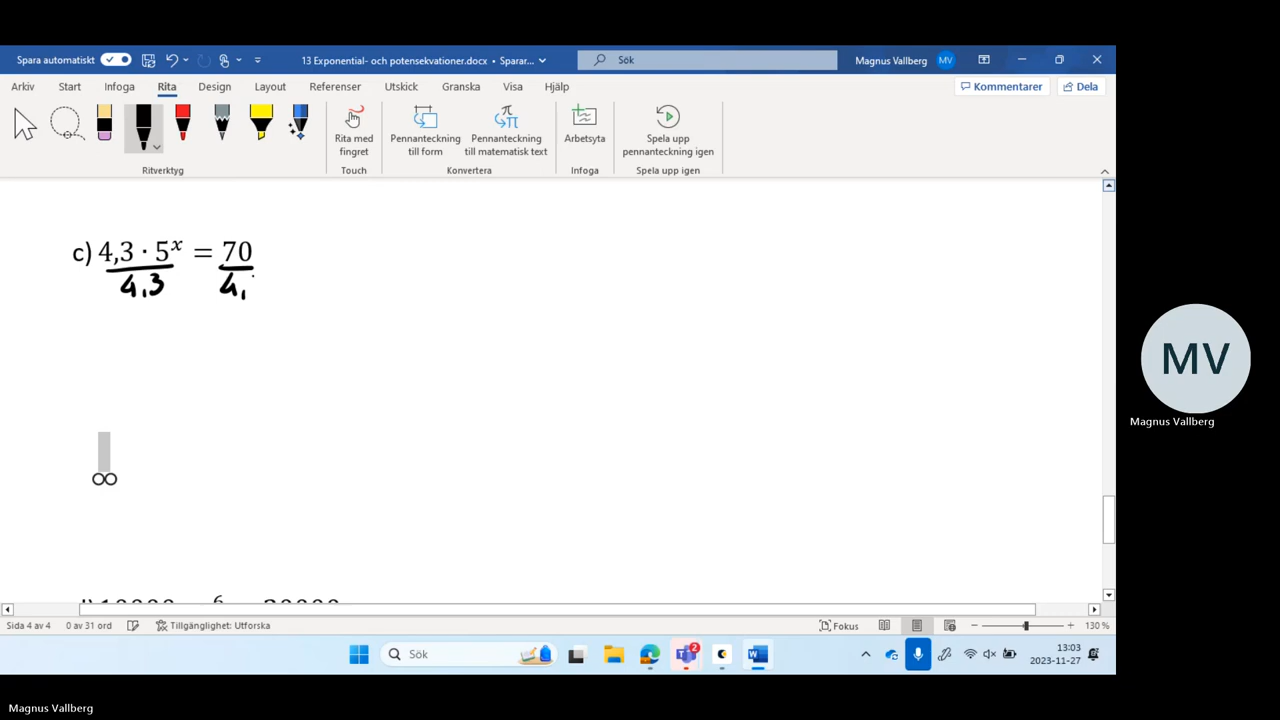 Spara automatiskt
13 Exponential- och potensekvationer.docx • Sparar...
Sök
Magnus Vallberg
MV
Arkiv Start Infoga Rita Design Layout Referenser Utskick Granska Visa Hjälp
Kommentarer
Dela
Rita med fingret
Pennanteckning till form
Pennanteckning till matematisk text
Arbetsyta
Spela upp pennanteckning igen
Ritverktyg
Touch
Konvertera
Infoga
Spela upp igen
c) 4,3 · 5^x = 70
4,3 4,
MV
Magnus Vallberg
Sida 4 av 4
0 av 31 ord
Tillgänglighet: Utforska
Fokus
130 %
Sök
2
13:03
2023-11-27
Magnus Vallberg